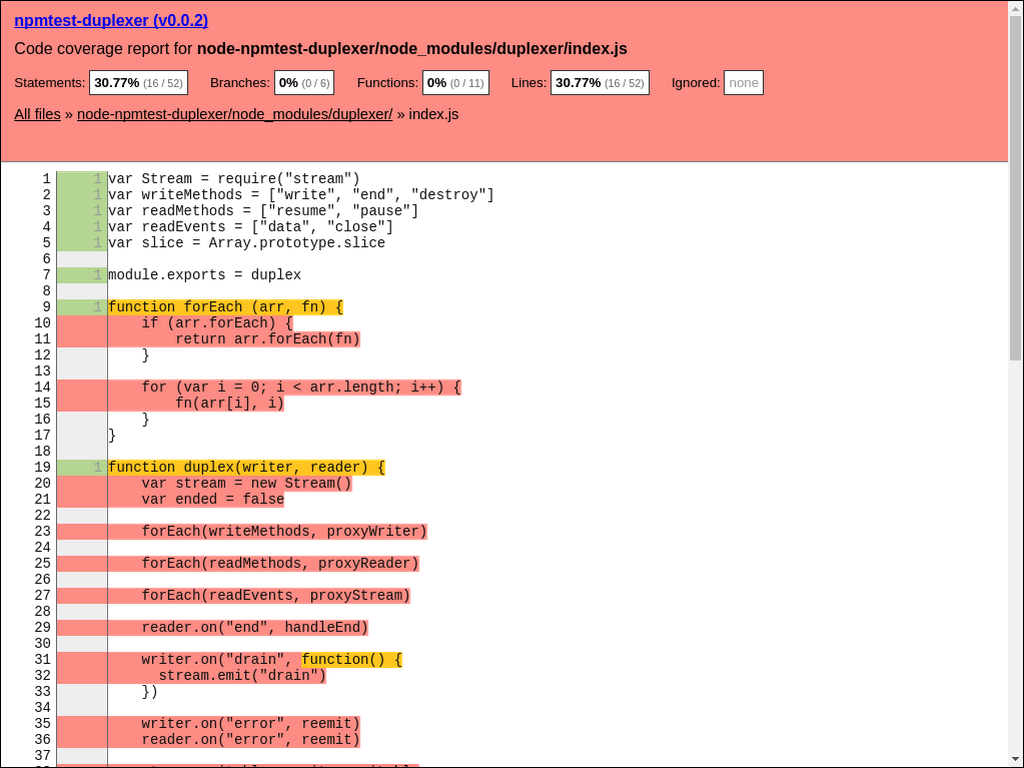 npmtest-duplexer (v0.0.2)
Code coverage report for node-npmtest-duplexer/node_modules/duplexer/index.js
Statements: 30.77% (16 / 52) Branches: 0% (0 / 6) Functions: 0% (0 / 11) Lines: 30.77% (16 / 52) Ignored: none
All files » node-npmtest-duplexer/node_modules/duplexer/ » index.js
1 1 var Stream = require("stream")
2 1 var writeMethods = ["write", "end", "destroy"]
3 1 var readMethods = ["resume", "pause"]
4 1 var readEvents = ["data", "close"]
5 1 var slice = Array.prototype.slice
6
7 1 module.exports = duplex
8
9 1 function forEach (arr, fn) {
10     if (arr.forEach) {
11         return arr.forEach(fn)
12     }
13
14     for (var i = 0; i < arr.length; i++) {
15         fn(arr[i], i)
16     }
17 }
18
19 1 function duplex(writer, reader) {
20     var stream = new Stream()
21     var ended = false
22
23     forEach(writeMethods, proxyWriter)
24
25     forEach(readMethods, proxyReader)
26
27     forEach(readEvents, proxyStream)
28
29     reader.on("end", handleEnd)
30
31     writer.on("drain", function() {
32       stream.emit("drain")
33     })
34
35     writer.on("error", reemit)
36     reader.on("error", reemit)
37